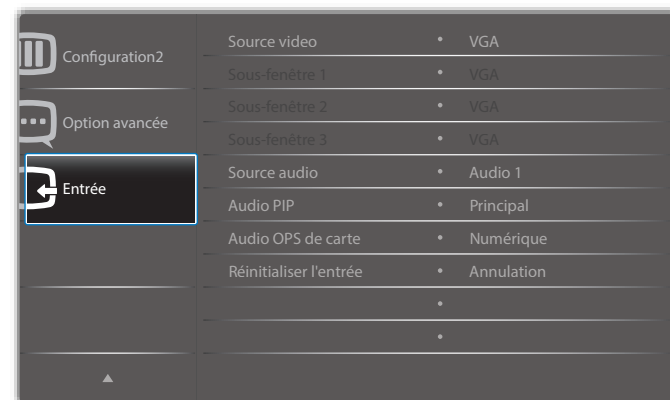 Configuration2
Option avancée
Entrée
Source video • VGA
Sous-fenêtre 1 • VGA
Sous-fenêtre 2 • VGA
Sous-fenêtre 3 • VGA
Source audio • Audio 1
Audio PIP • Principal
Audio OPS de carte • Numérique
Réinitialiser l'entrée • Annulation
•
•